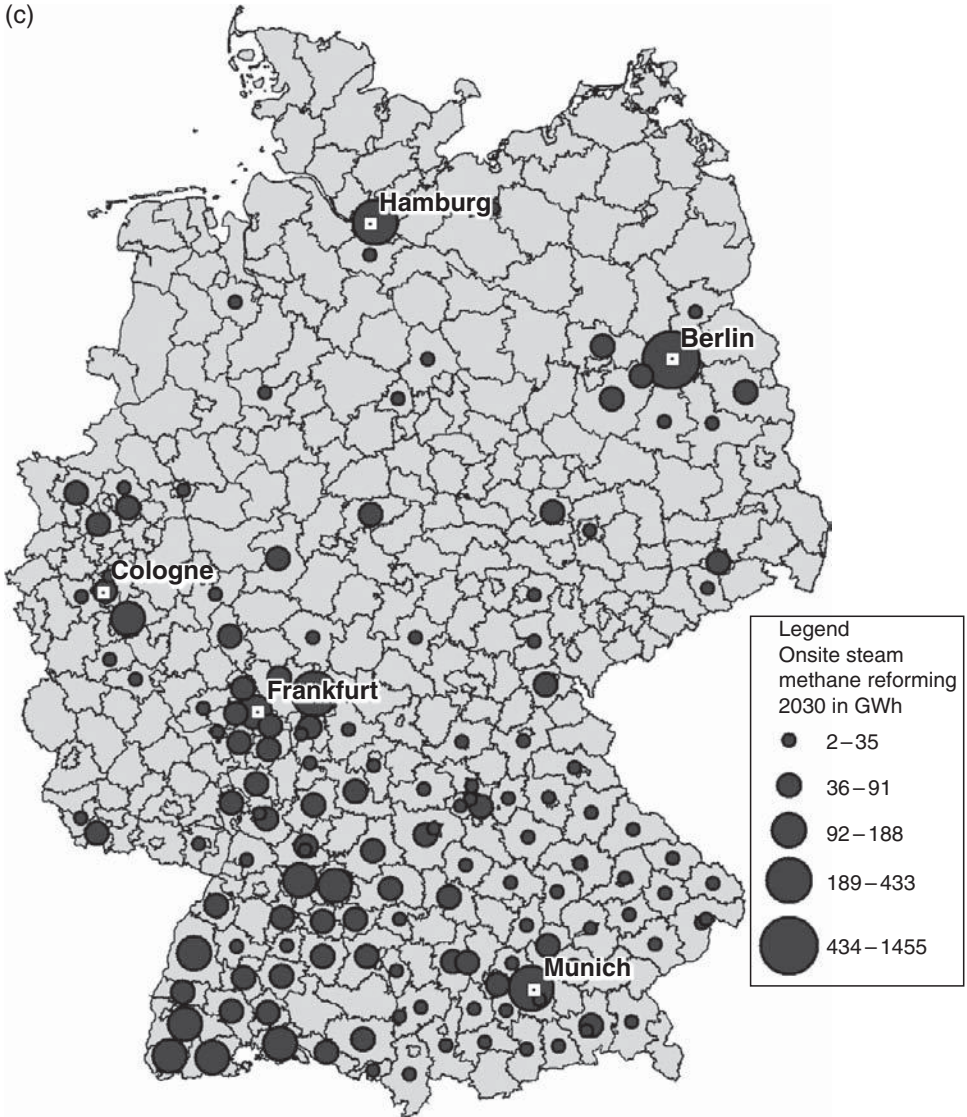 (c)
Hamburg
Berlin
Cologne
Frankfurt
Munich
Legend
Onsite steam
methane reforming
2030 in GWh
2–35
36–91
92–188
189–433
434–1455